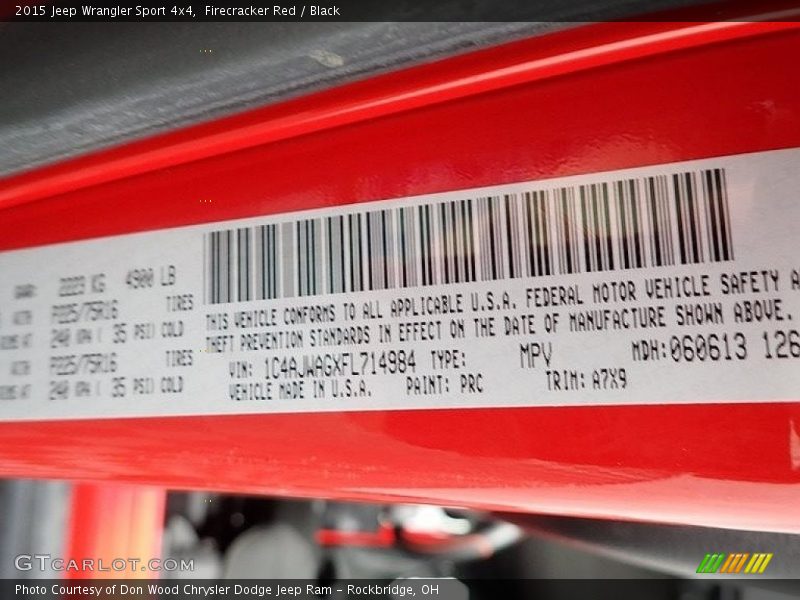 2015 Jeep Wrangler Sport 4x4, Firecracker Red / Black
2223 KG 4900 LB
P225/75R16 TIRES
240 KPA ( 35 PSI) COLD
P225/75R16 TIRES
240 KPA ( 35 PSI) COLD
THIS VEHICLE CONFORMS TO ALL APPLICABLE U.S.A. FEDERAL MOTOR VEHICLE SAFETY A
THEFT PREVENTION STANDARDS IN EFFECT ON THE DATE OF MANUFACTURE SHOWN ABOVE.
VIN: 1C4AJWAGXFL714984 TYPE: MPV MDH:060613 126
VEHICLE MADE IN U.S.A. PAINT: PRC TRIM: A7X9
GTCarLot.com
Photo Courtesy of Don Wood Chrysler Dodge Jeep Ram – Rockbridge, OH